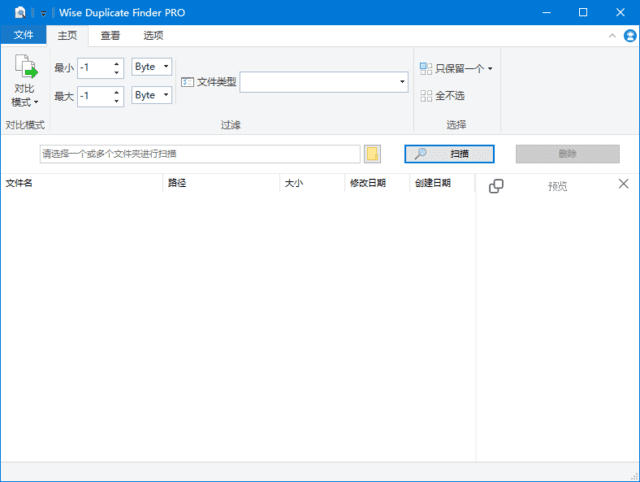 Wise Duplicate Finder PRO
文件 主页 查看 选项
对比
模式
对比模式
最小 -1 Byte
最大 -1 Byte
文件类型
过滤
只保留一个
全不选
选择
请选择一个或多个文件夹进行扫描 扫描 删除
文件名 路径 大小 修改日期 创建日期 预览